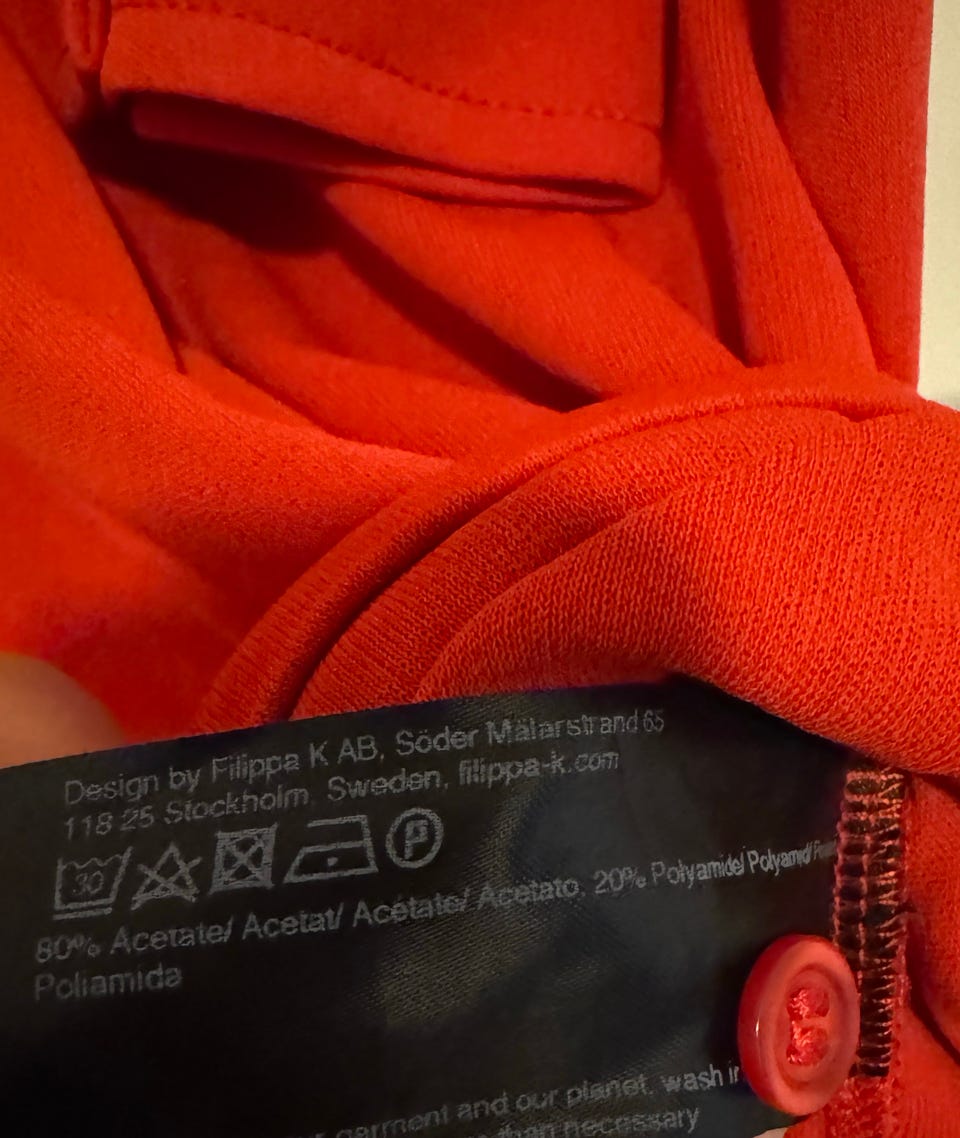 Design by Filippa K AB, Söder Mälarstrand 65
118 25 Stockholm. Sweden, filippa-k.com
30 P
80% Acetate/ Acetat/ Acétate/ Acetato, 20% Polyamide/ Polyamid/
Poliamida
garment and our planet, wash
than necessary